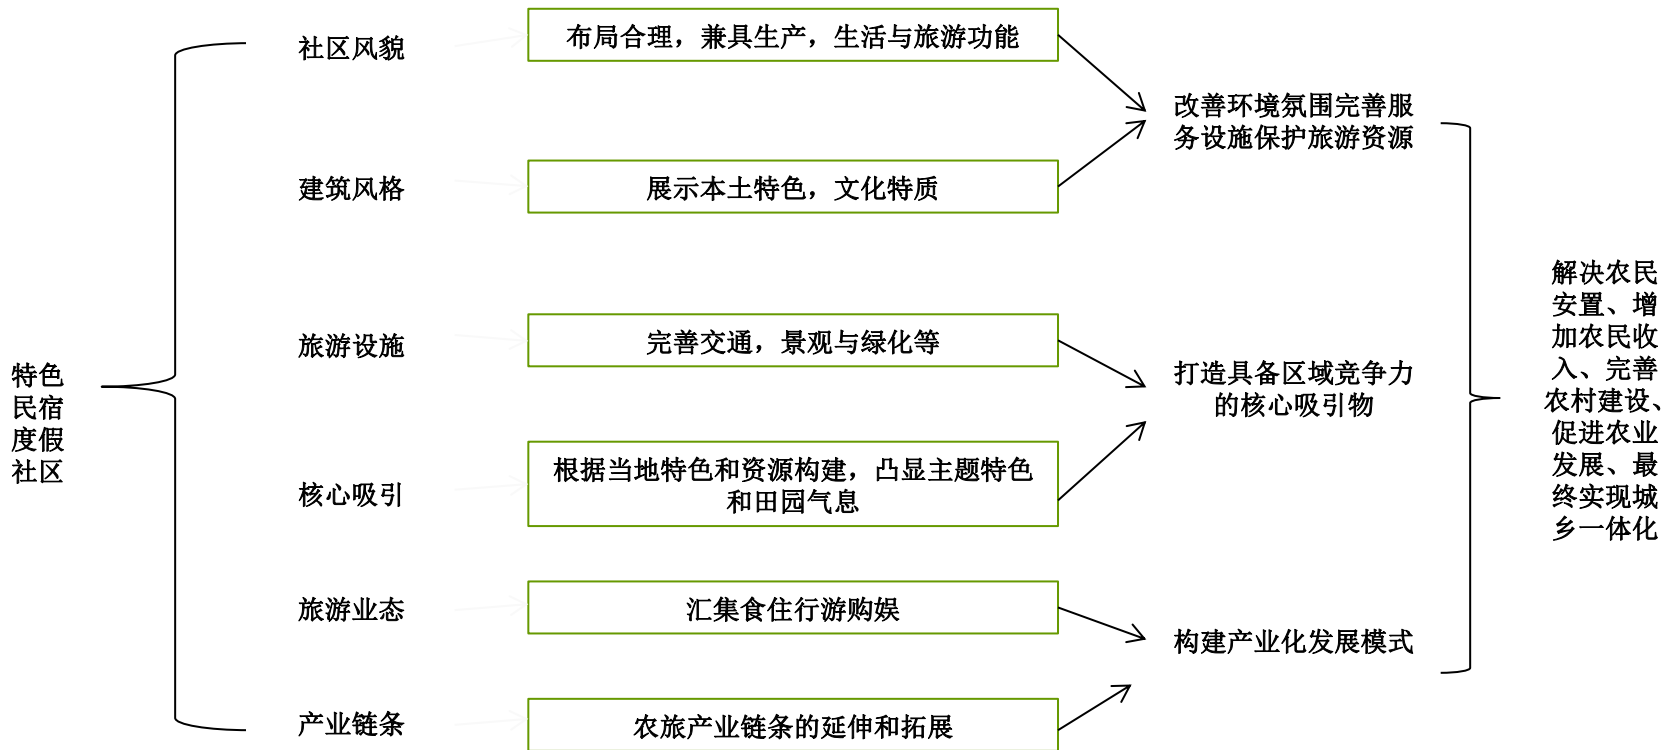 特色
民宿
度假
社区
社区风貌
布局合理，兼具生产，生活与旅游功能
建筑风格
展示本土特色，文化特质
旅游设施
完善交通，景观与绿化等
核心吸引
根据当地特色和资源构建，凸显主题特色
和田园气息
旅游业态
汇集食住行游购娱
产业链条
农旅产业链条的延伸和拓展
改善环境氛围完善服
务设施保护旅游资源
打造具备区域竞争力
的核心吸引物
构建产业化发展模式
解决农民
安置、增
加农民收
入、完善
农村建设、
促进农业
发展、最
终实现城
乡一体化